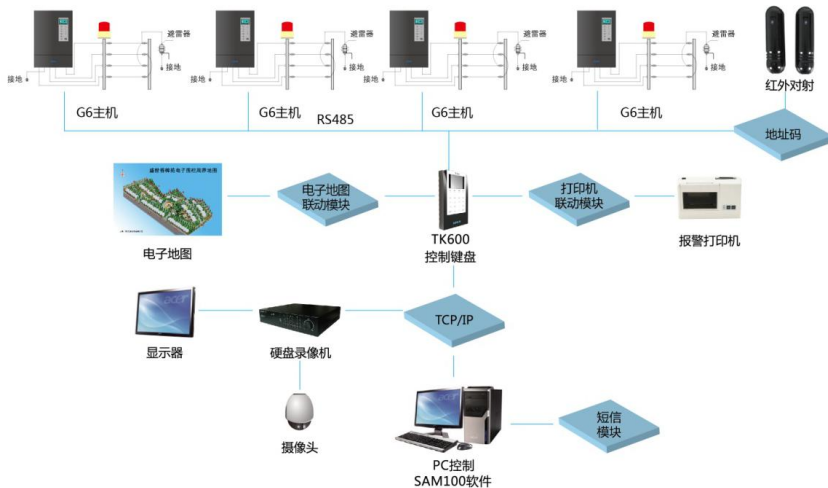 避雷器
避雷器
避雷器
避雷器
接地
接地
接地
接地
接地
接地
接地
接地
红外对射
G6主机
G6主机
G6主机
G6主机
RS485
地址码
电子地图
联动模块
打印机
联动模块
TK600
控制键盘
电子地图
报警打印机
TCP/IP
显示器
硬盘录像机
短信
模块
摄像头
PC控制
SAM100软件